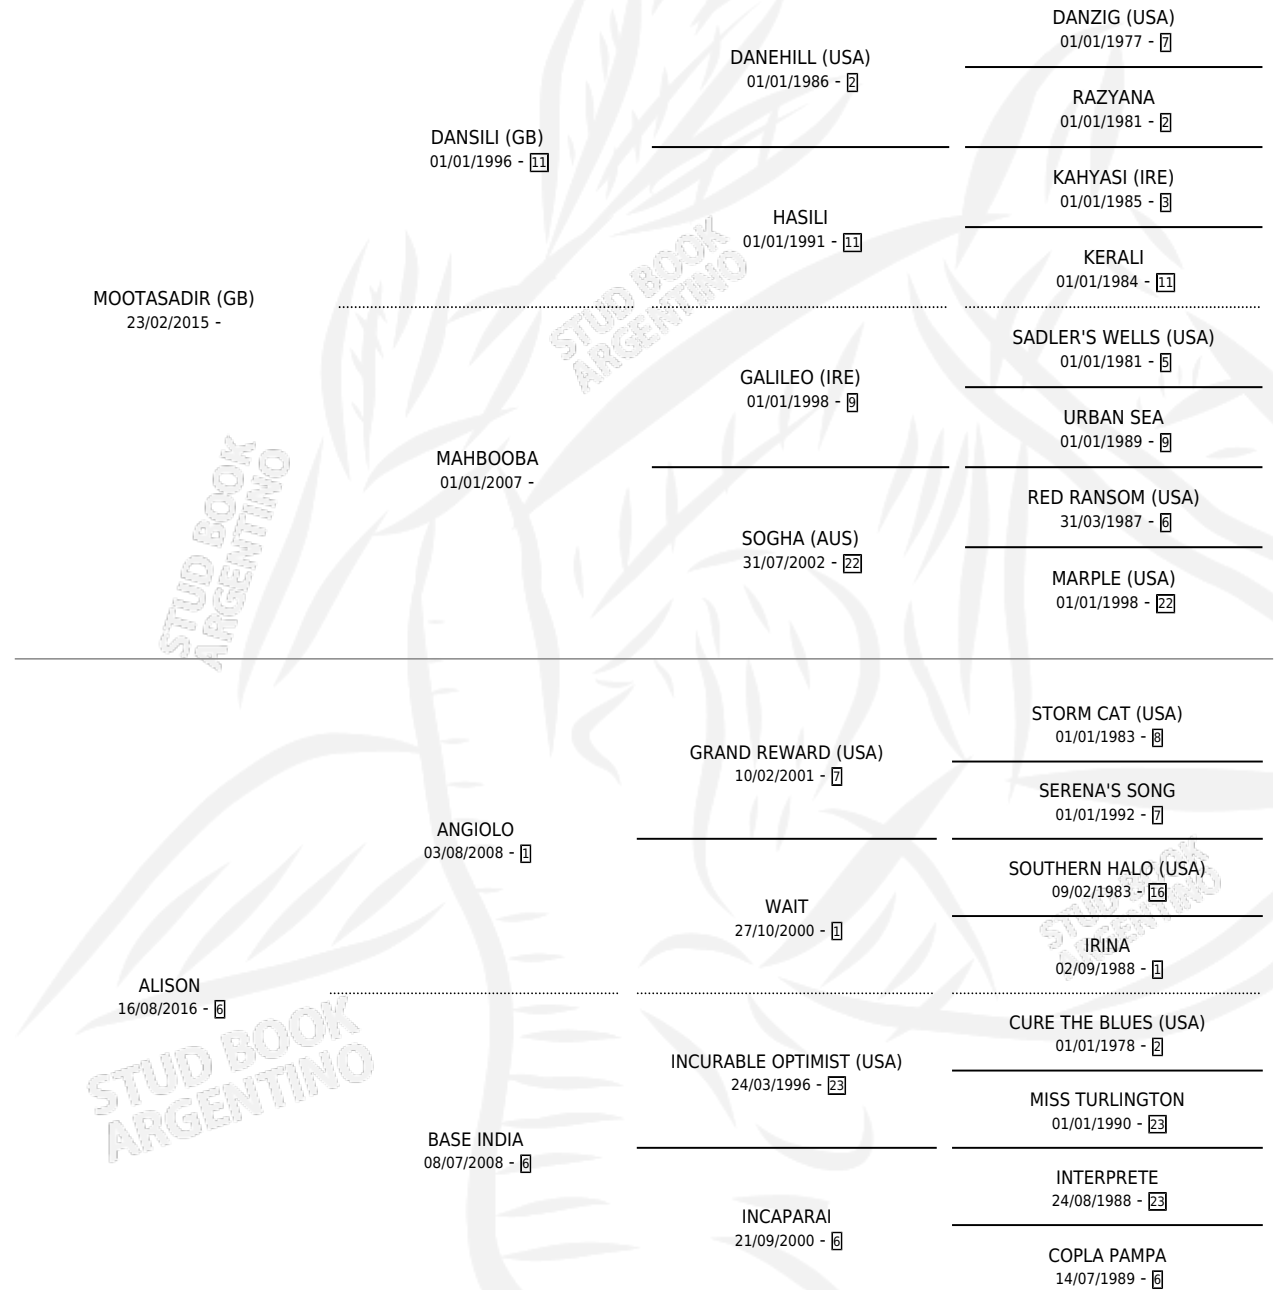 DANZIG (USA)
01/01/1977 - 7
DANEHILL (USA)
01/01/1986 - 2
RAZYANA
01/01/1981 - 2
DANSILI (GB)
01/01/1996 - 11
KAHYASI (IRE)
01/01/1985 - 3
HASILI
01/01/1991 - 11
KERALI
01/01/1984 - 11
MOOTASADIR (GB)
23/02/2015 -
SADLER'S WELLS (USA)
01/01/1981 - 5
GALILEO (IRE)
01/01/1998 - 9
URBAN SEA
01/01/1989 - 9
MAHBOOBA
01/01/2007 -
RED RANSOM (USA)
31/03/1987 - 6
SOGHA (AUS)
31/07/2002 - 22
MARPLE (USA)
01/01/1998 - 22
STORM CAT (USA)
01/01/1983 - 8
GRAND REWARD (USA)
10/02/2001 - 7
SERENA'S SONG
01/01/1992 - 7
ANGIOLO
03/08/2008 - 1
SOUTHERN HALO (USA)
09/02/1983 - 16
WAIT
27/10/2000 - 1
IRINA
02/09/1988 - 1
ALISON
16/08/2016 - 6
CURE THE BLUES (USA)
01/01/1978 - 2
INCURABLE OPTIMIST (USA)
24/03/1996 - 23
MISS TURLINGTON
01/01/1990 - 23
BASE INDIA
08/07/2008 - 6
INTERPRETE
24/08/1988 - 23
INCAPARAI
21/09/2000 - 6
COPLA PAMPA
14/07/1989 - 6
STUD BOOK
ARGENTINO
STUD BOOK
ARGENTINO
STUD BOOK
ARGENTINO
STUD BOOK
ARGENTINO